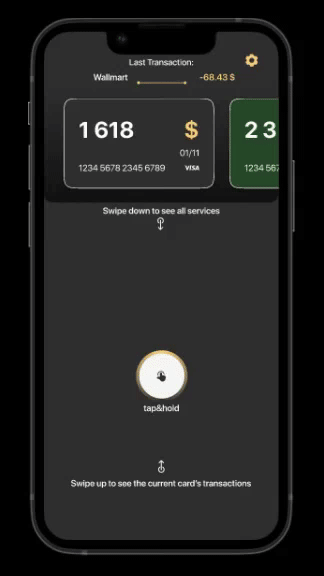 Last Transaction:
Wallmart -68.43 $
1 618 $
01/11
1234 5678 2345 6789 VISA
2 3
1234 567
Swipe down to see all services
tap&hold
Swipe up to see the current card's transactions